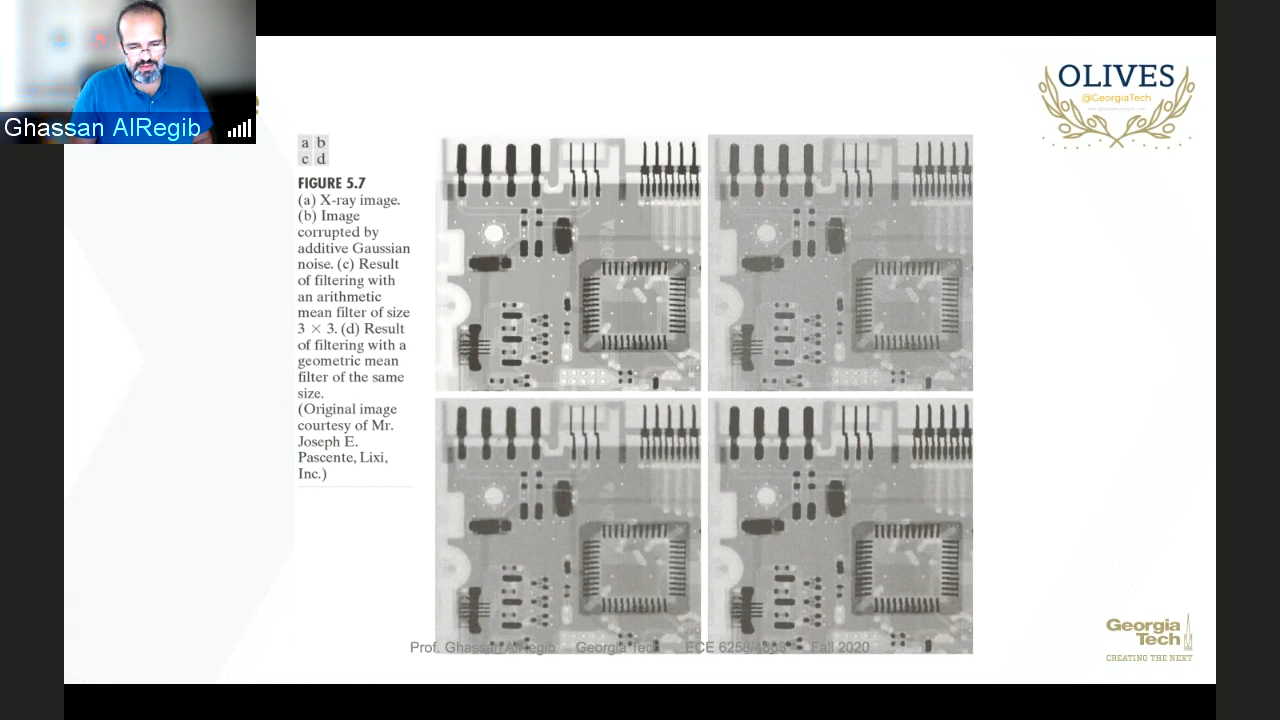 Ghassan AlRegib
OLIVES
@GeorgiaTech
a b
c d
FIGURE 5.7
(a) X-ray image.
(b) Image
corrupted by
additive Gaussian
noise. (c) Result
of filtering with
an arithmetic
mean filter of size
3 × 3. (d) Result
of filtering with a
geometric mean
filter of the same
size.
(Original image
courtesy of Mr.
Joseph E.
Pascente, Lixi,
Inc.)
Prof. Ghassan AlRegib Georgia Tech ECE 6258/4803 Fall 2020
Georgia
Tech
CREATING THE NEXT